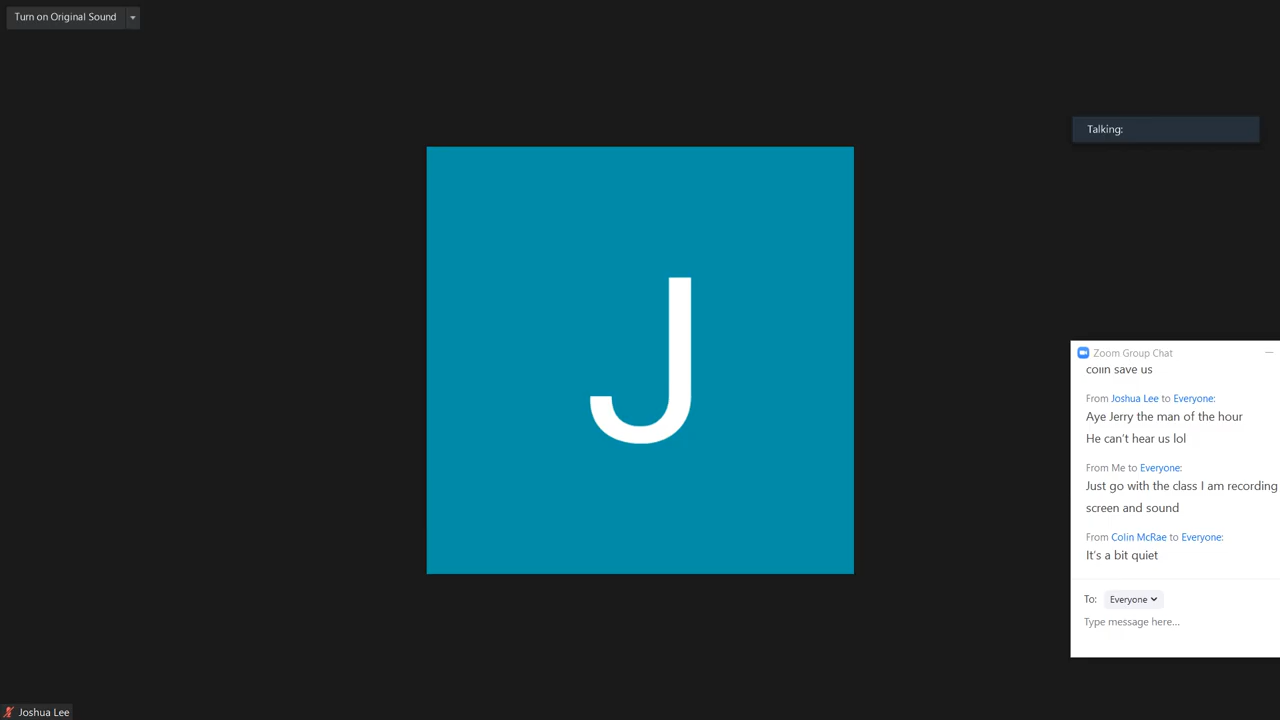 Turn on Original Sound
Talking:
J
Zoom Group Chat
colin save us
From Joshua Lee to Everyone:
Aye Jerry the man of the hour
He can't hear us lol
From Me to Everyone:
Just go with the class I am recording
screen and sound
From Colin McRae to Everyone:
It's a bit quiet
To: Everyone
Type message here...
Joshua Lee